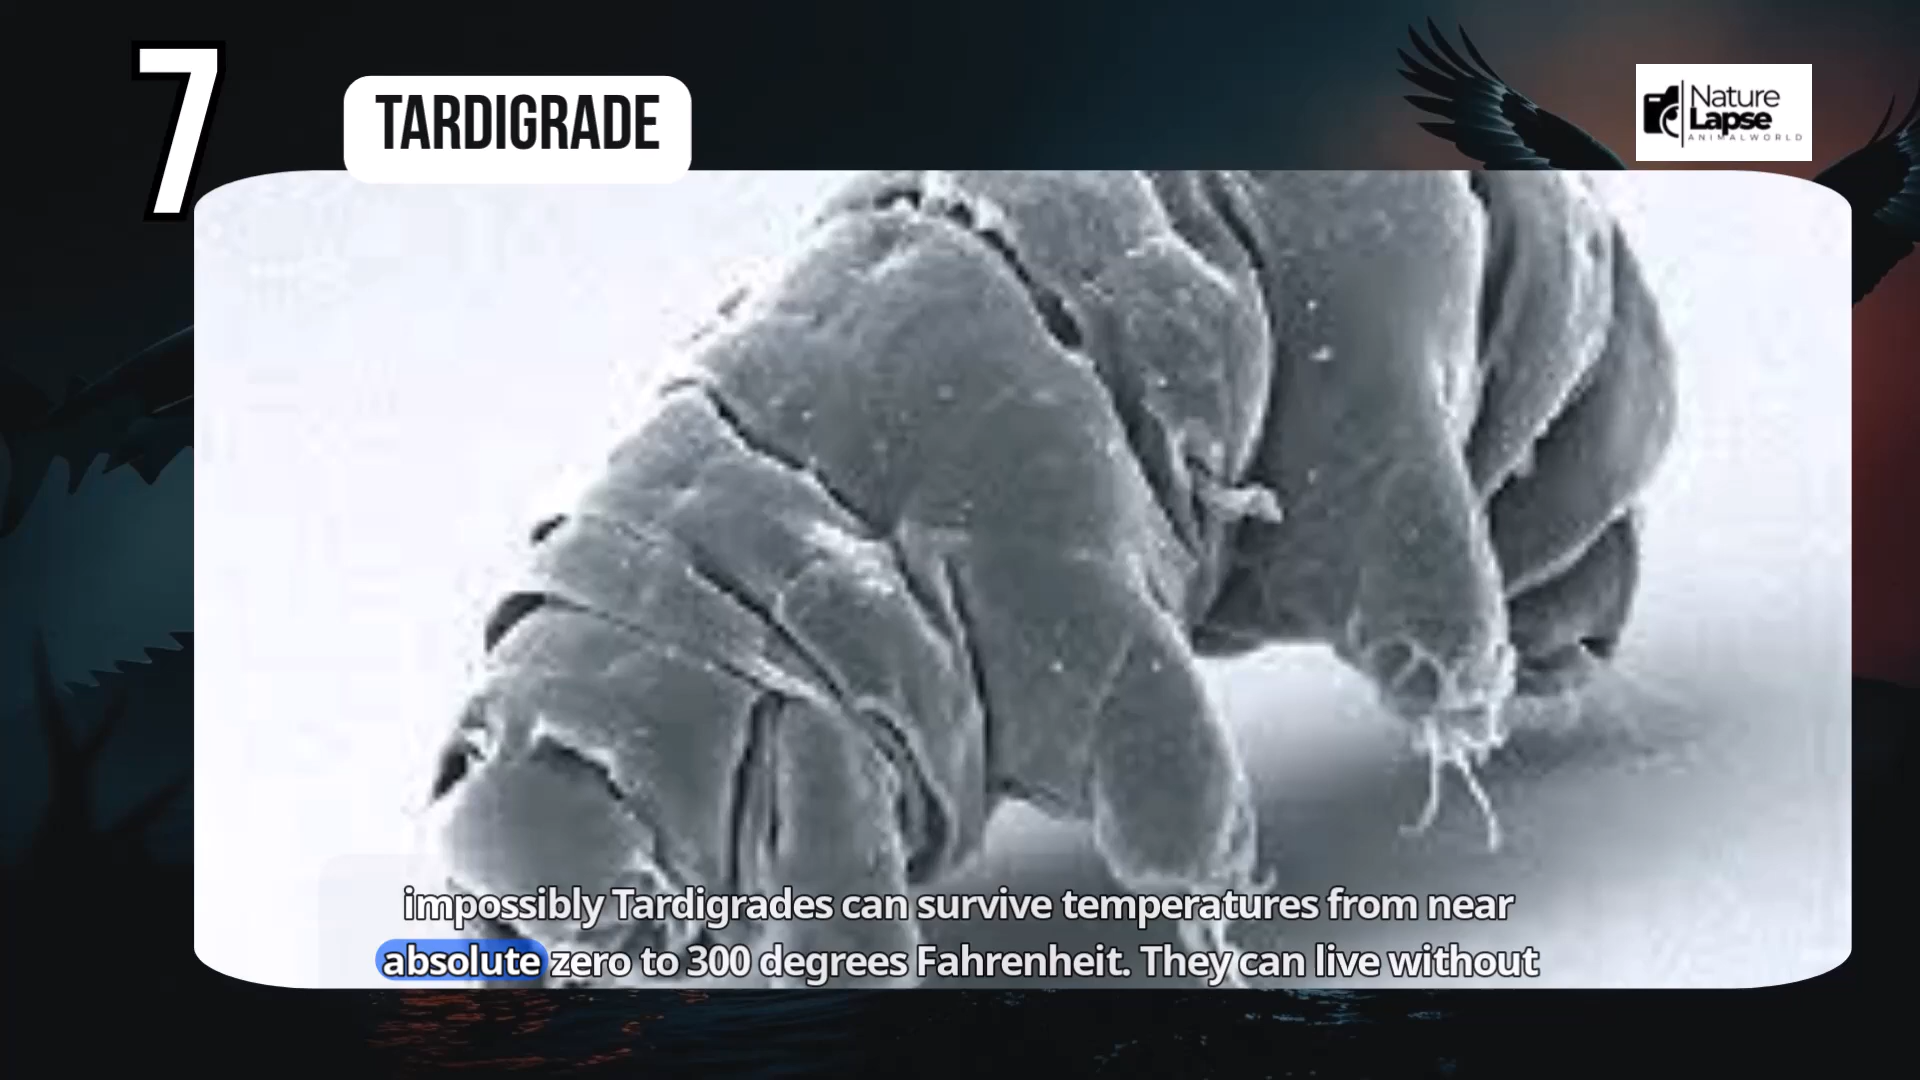 7
TARDIGRADE
Nature
Lapse
ANIMALWORLD
impossibly Tardigrades can survive temperatures from near
absolute zero to 300 degrees Fahrenheit. They can live without